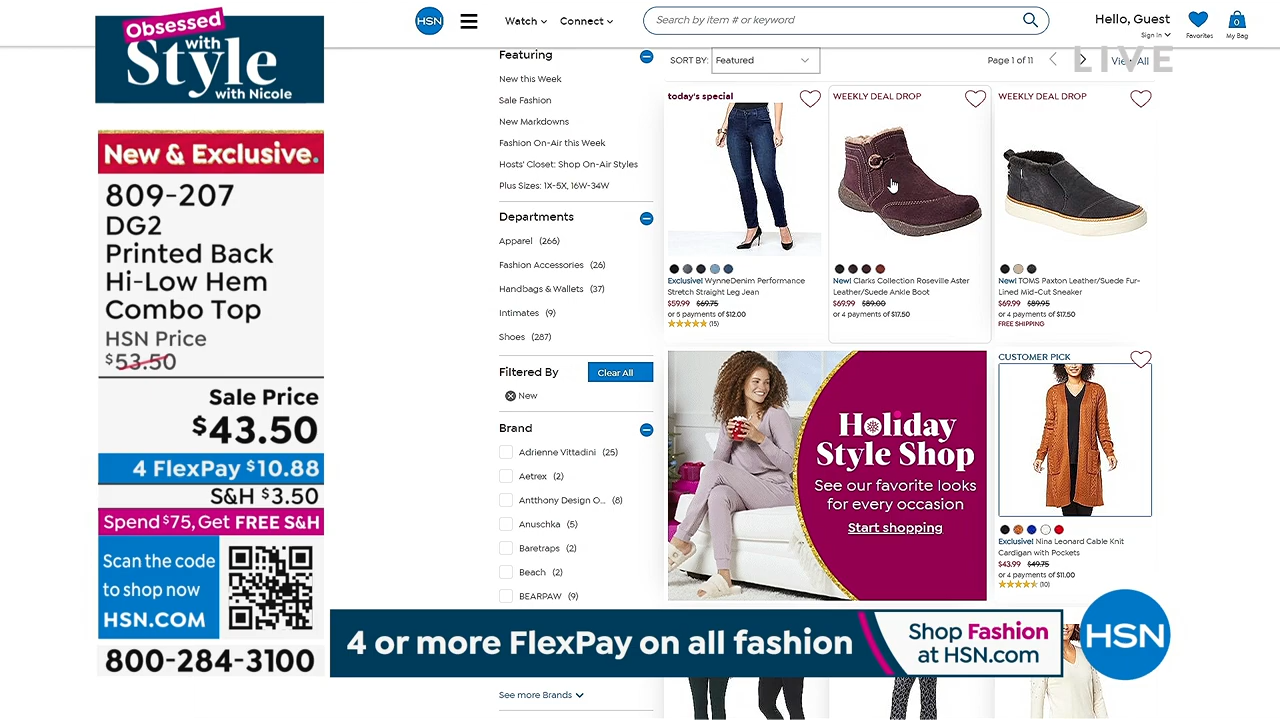 Obsessed
with
Style
with Nicole
New & Exclusive.
809-207
DG2
Printed Back
Hi-Low Hem
Combo Top
HSN Price
$53.50
Sale Price
$43.50
4 FlexPay $10.88
S&H $3.50
Spend $75, Get FREE S&H
Scan the code
to shop now
HSN.COM
800-284-3100
HSN
Watch
Connect
Search by item # or keyword
Hello, Guest
Sign In
Favorites
0
My Bag
LIVE
Featuring
New this Week
Sale Fashion
New Markdowns
Fashion On-Air this Week
Hosts' Closet: Shop On-Air Styles
Plus Sizes: 1X-5X, 16W-34W
Departments
Apparel (266)
Fashion Accessories (26)
Handbags & Wallets (37)
Intimates (9)
Shoes (287)
Filtered By
Clear All
New
Brand
Adrienne Vittadini (25)
Aetrex (2)
Antthony Design O... (8)
Anuschka (5)
Baretraps (2)
Beach (2)
BEARPAW (9)
See more Brands
SORT BY: Featured
Page 1 of 11
View All
today's special
Exclusive! WynneDenim Performance
Stretch Straight Leg Jean
$59.99 $69.75
or 5 payments of $12.00
(15)
WEEKLY DEAL DROP
New! Clarks Collection Roseville Aster
Leather/Suede Ankle Boot
$69.99 $89.00
or 4 payments of $17.50
WEEKLY DEAL DROP
New! TOMS Paxton Leather/Suede Fur-
Lined Mid-Cut Sneaker
$69.99 $89.95
or 4 payments of $17.50
FREE SHIPPING
Holiday
Style Shop
See our favorite looks
for every occasion
Start shopping
CUSTOMER PICK
Exclusive! Nina Leonard Cable Knit
Cardigan with Pockets
$43.99 $49.75
or 4 payments of $11.00
(10)
4 or more FlexPay on all fashion
Shop Fashion
at HSN.com
HSN